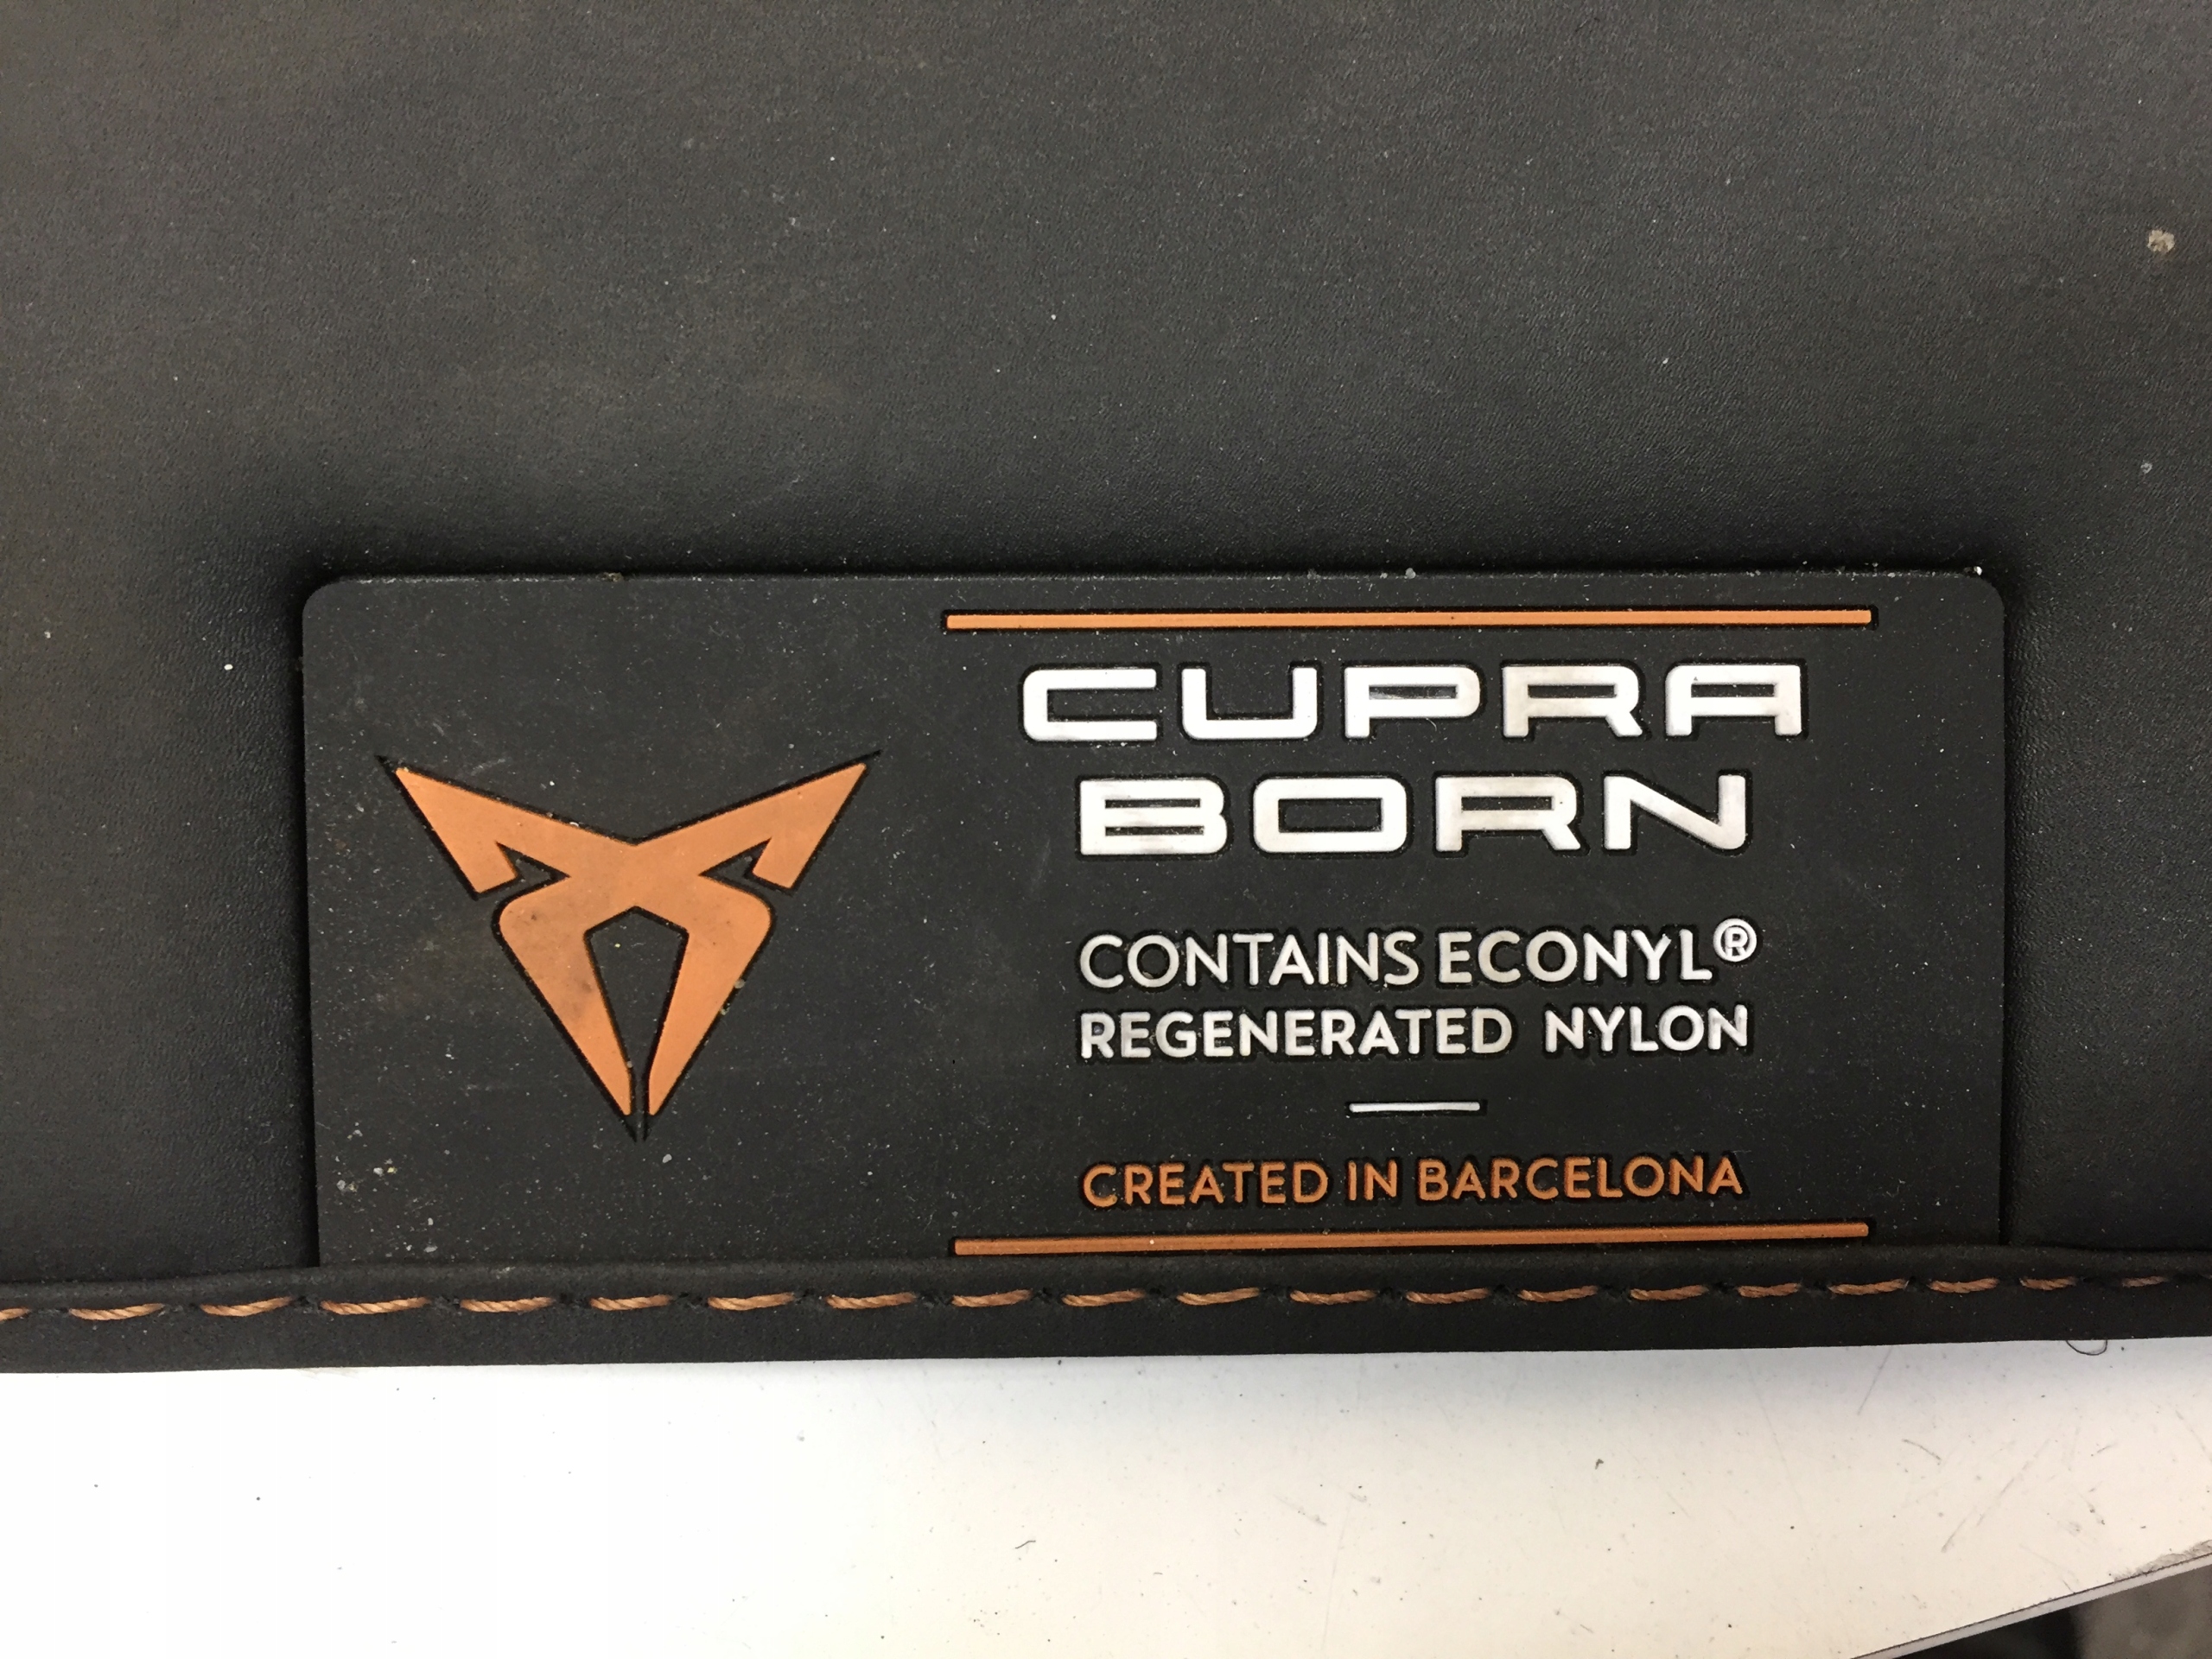 CUPRA
BORN
CONTAINS ECONYL®
REGENERATED NYLON
CREATED IN BARCELONA